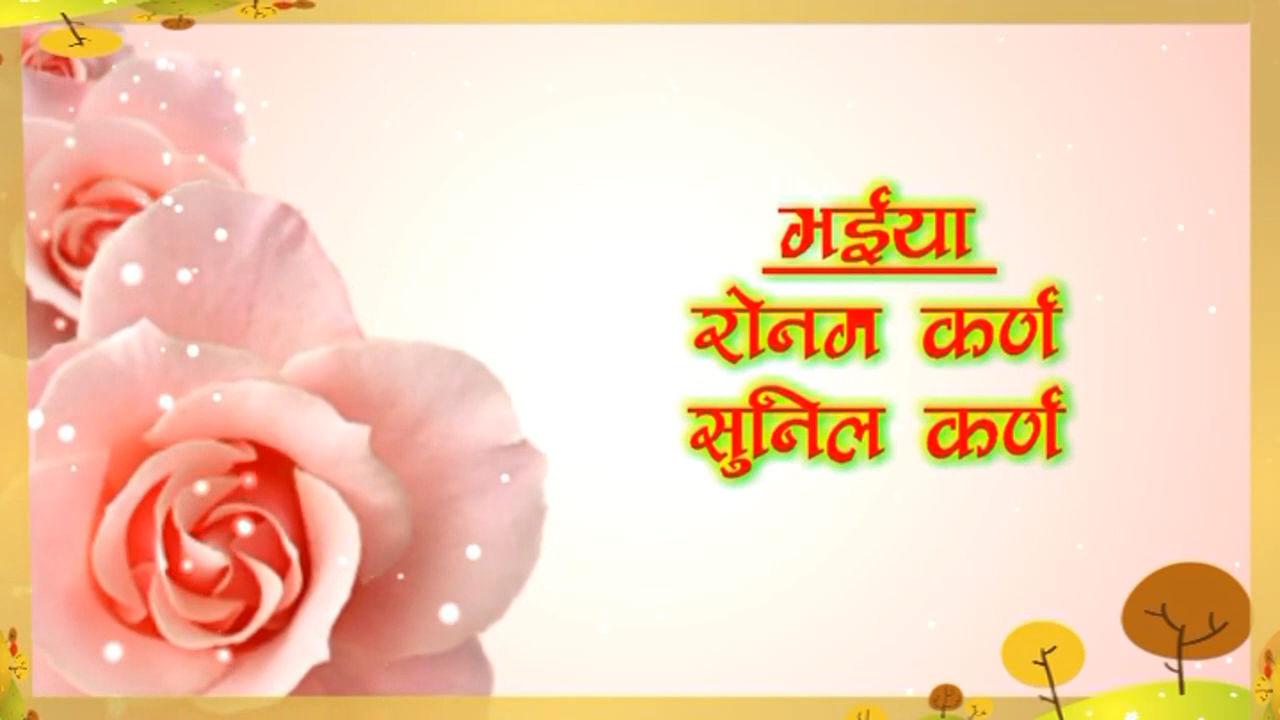 भईया
रोनम कर्ण
सुनिल कर्ण